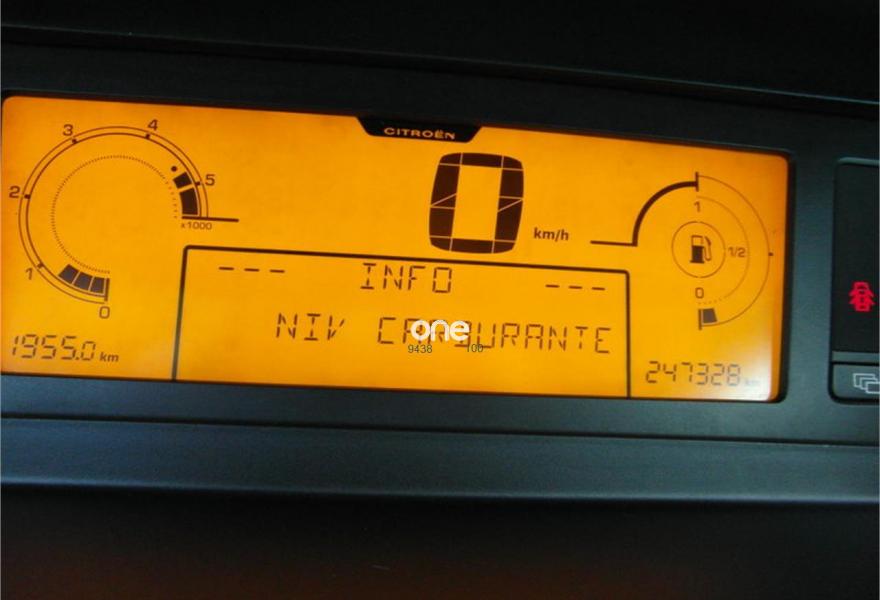 CITROËN
3 4
2 5
x1000
1
0
0 km/h
1
1/2
0
--- INFO ---
NIV CARBURANTE
one
9438 100
1955.0 km
247328 km